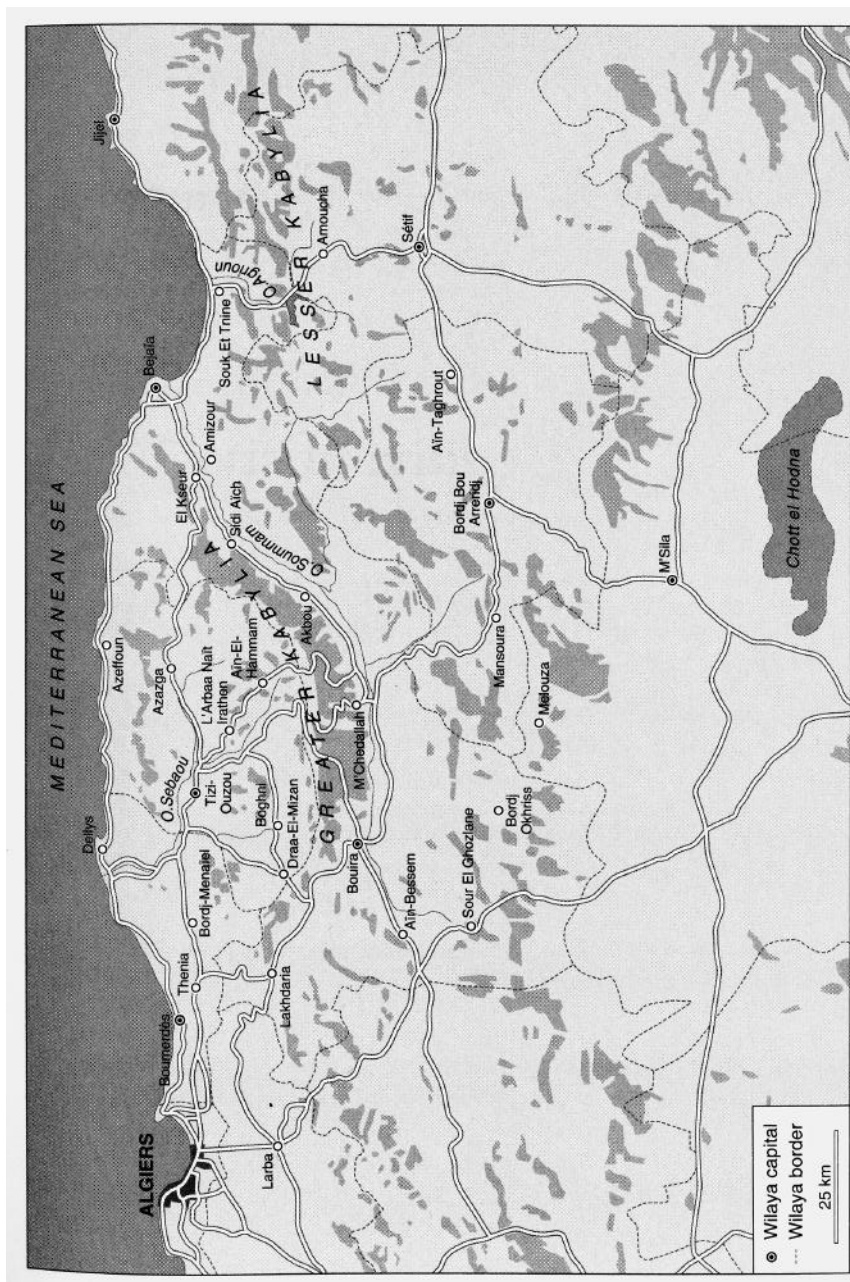 MEDITERRANEAN SEA
Jijel
Dellys
Azeffoun
Bejaïa
ALGIERS
Boumerdès
Thenia
Bordj-Menaiel
O.Sebaou
Tizi-
Ouzou
Azazga
El Kseur
Amizour
Souk Et Tnine
O Agrioun
L'Arbaa Naît
Irathen
Aïn-El-
Hammam
Sidi Aïch
O Soummam
Larba
Lakhdaria
Draa-El-Mizan
Boghni
GREATER KABYLIA
LESSER KABYLIA
Akbou
Amoucha
Bouira
M'Chedallah
Aïn-Bessem
Sétif
Sour El Ghozlane
Bordj
Okhriss
Mansoura
Bordj Bou
Arreridj
Aïn-Taghrout
Melouza
M'Sila
Chott el Hodna
Wilaya capital
Wilaya border
25 km